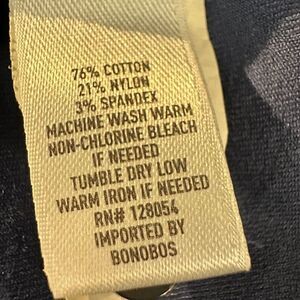 76% COTTON
21% NYLON
3% SPANDEX
MACHINE WASH WARM
NON-CHLORINE BLEACH
IF NEEDED
TUMBLE DRY LOW
WARM IRON IF NEEDED
RN# 128054
IMPORTED BY
BONOBOS